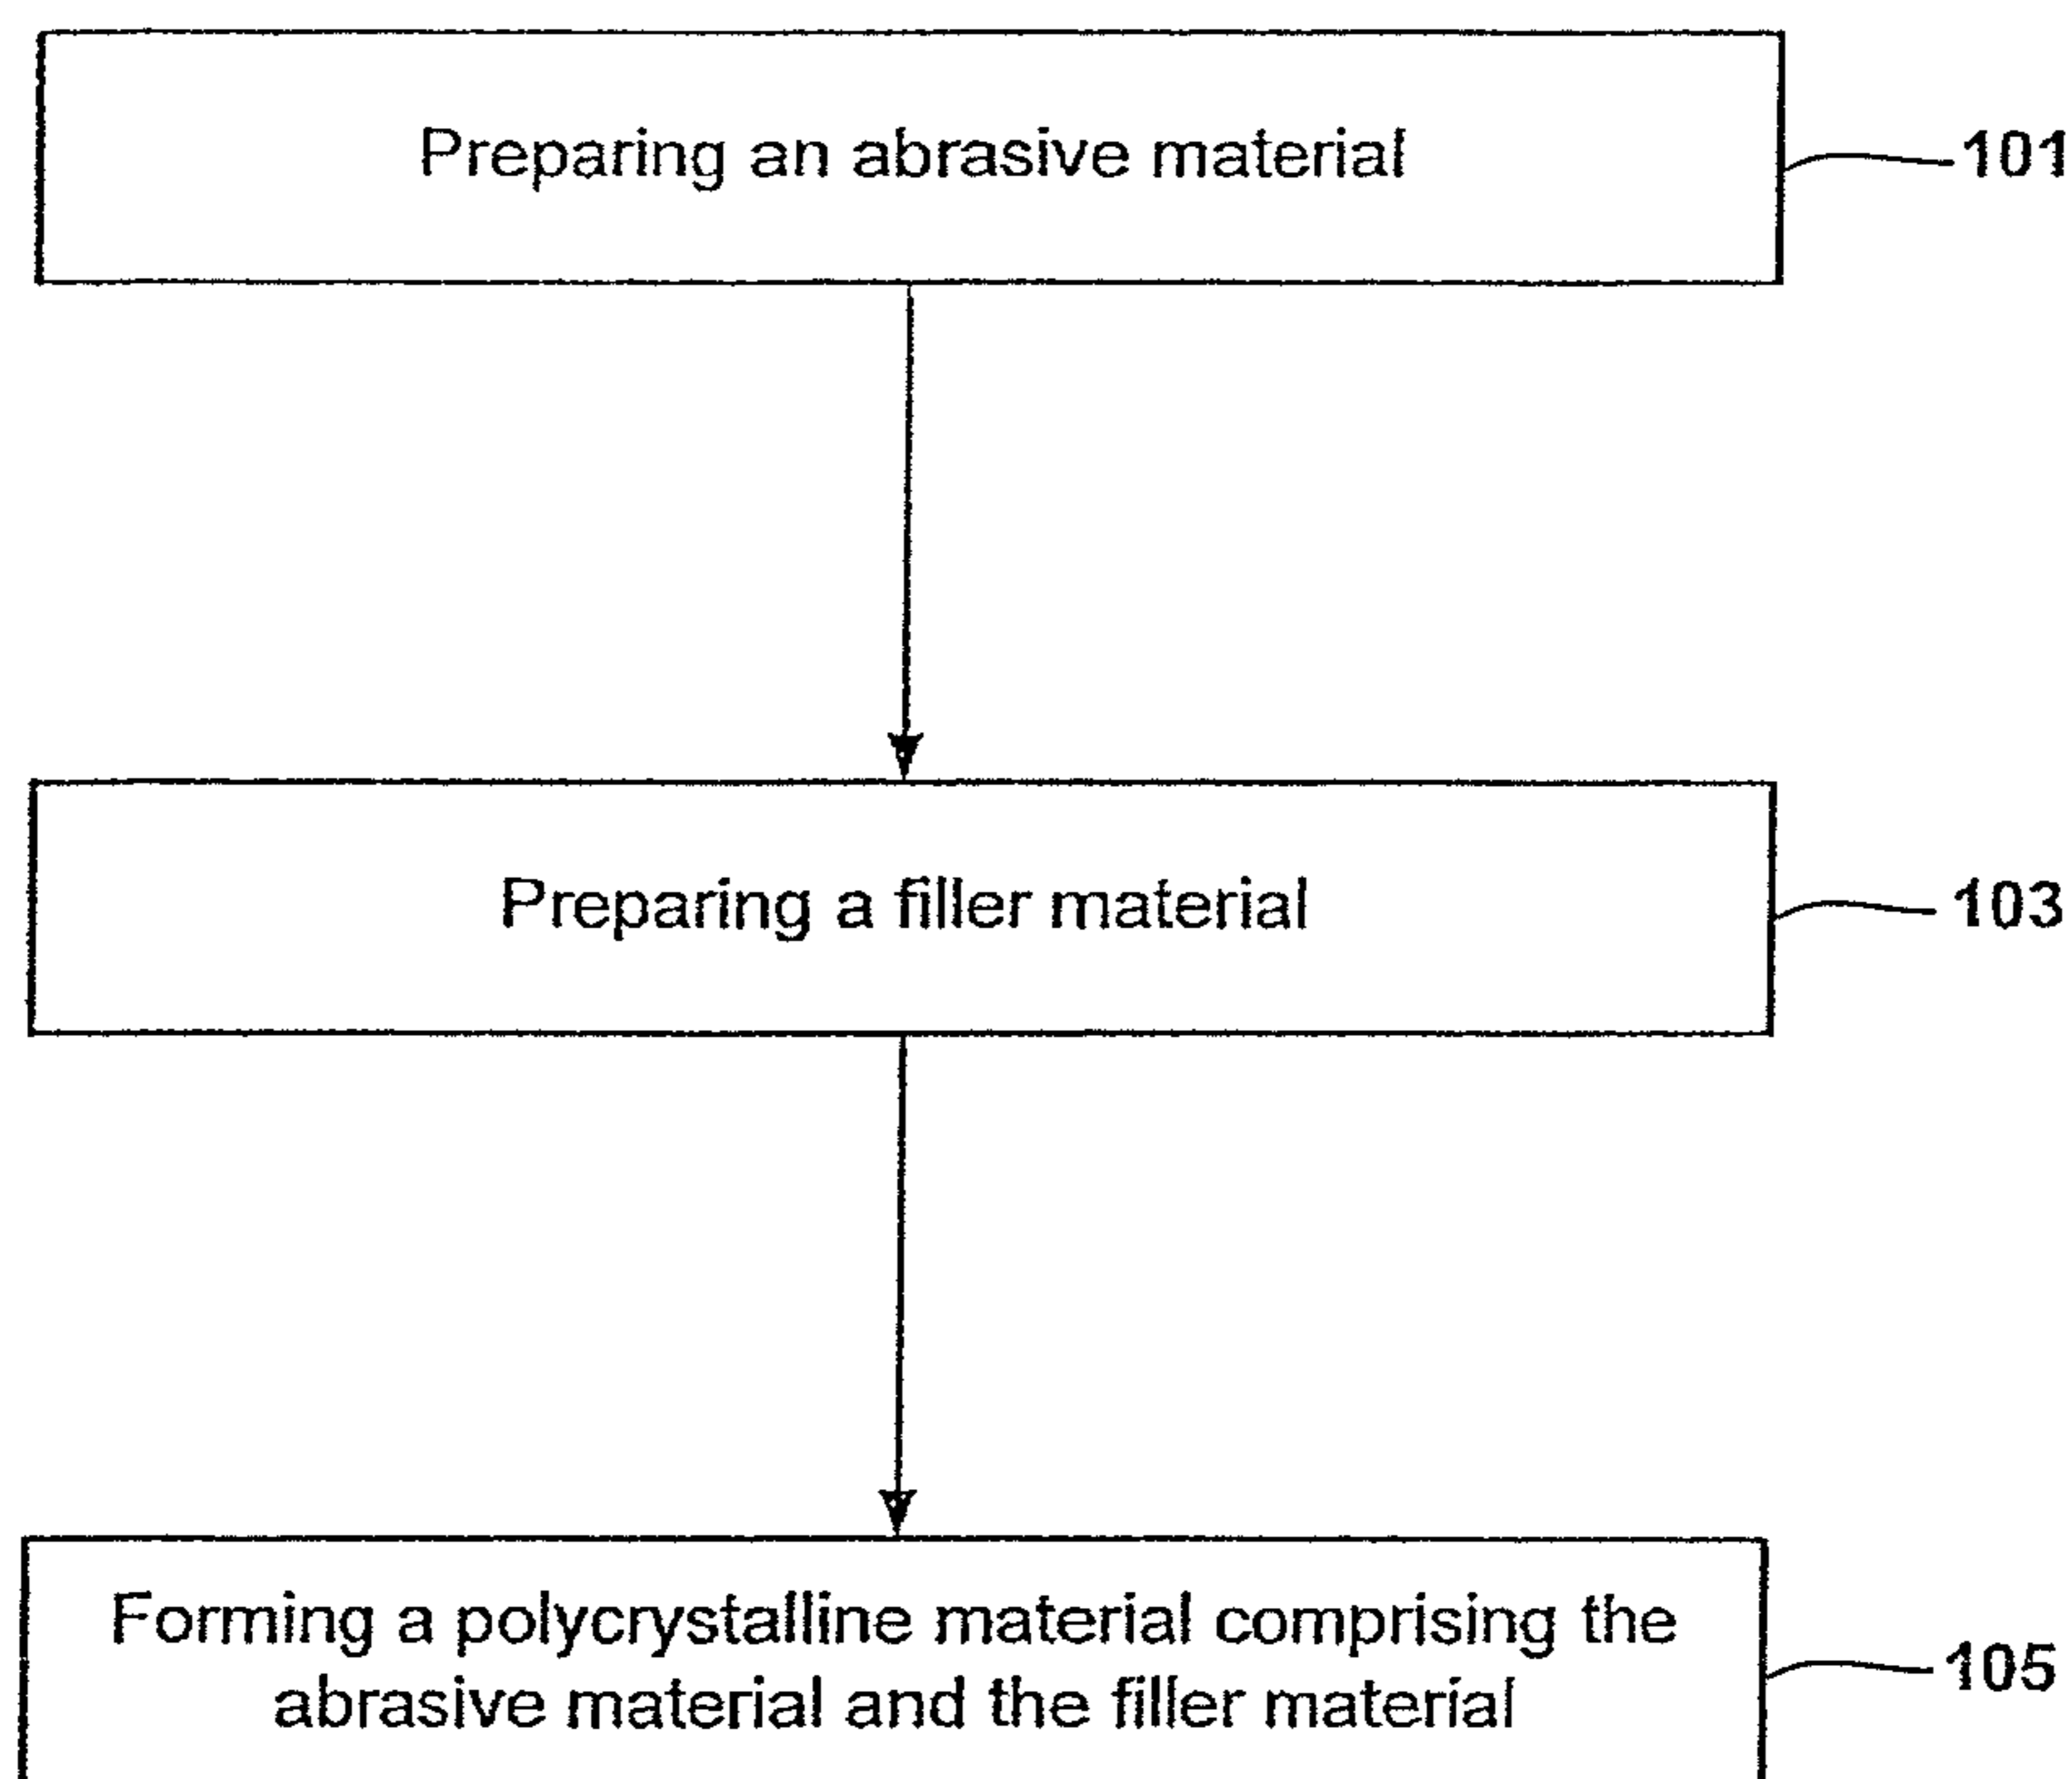 Preparing an abrasive material
101
Preparing a filler material
103
Forming a polycrystalline material comprising the
abrasive material and the filler material
105